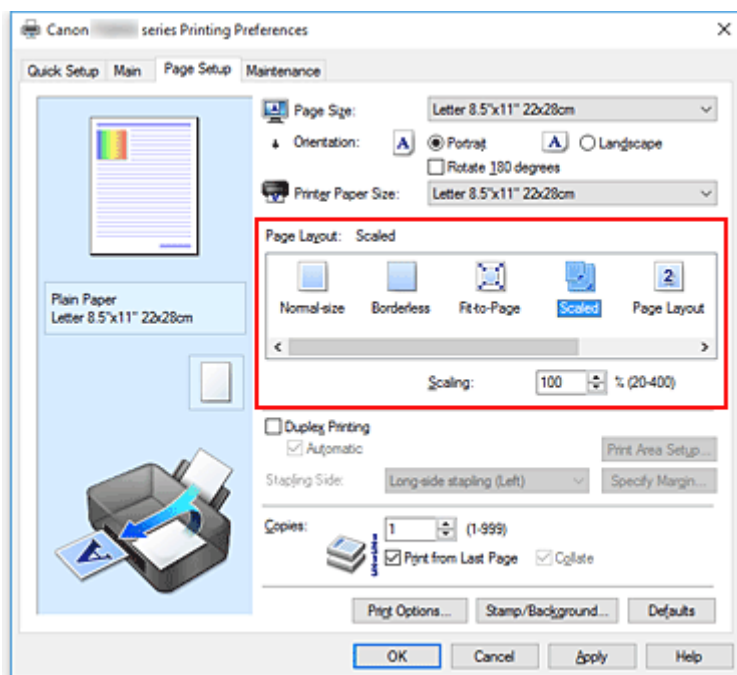 Canon series Printing Preferences
Quick Setup Main Page Setup Maintenance
Page Size: Letter 8.5"x11" 22x28cm
Orientation: A Portrait A Landscape
Rotate 180 degrees
Printer Paper Size: Letter 8.5"x11" 22x28cm
Page Layout: Scaled
Normal-size Borderless Fit-to-Page Scaled Page Layout
Scaling: 100 % (20-400)
Plain Paper
Letter 8.5"x11" 22x28cm
Duplex Printing
Automatic Print Area Setup...
Stapling Side: Long-side stapling (Left) Specify Margin...
Copies: 1 (1-999)
Print from Last Page Collate
Print Options... Stamp/Background... Defaults
OK Cancel Apply Help